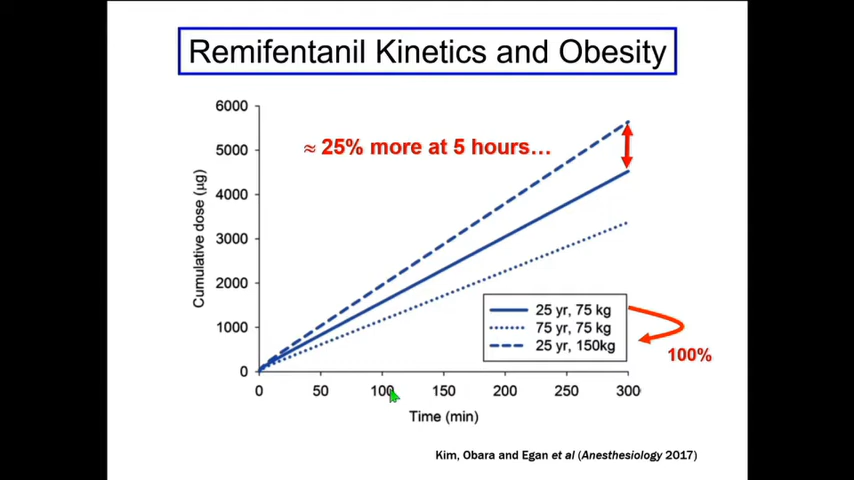 Remifentanil Kinetics and Obesity
≈ 25% more at 5 hours…
Cumulative dose (µg)
6000
5000
4000
3000
2000
1000
0
25 yr, 75 kg
75 yr, 75 kg
25 yr, 150kg
100%
0 50 100 150 200 250 300
Time (min)
Kim, Obara and Egan et al (Anesthesiology 2017)